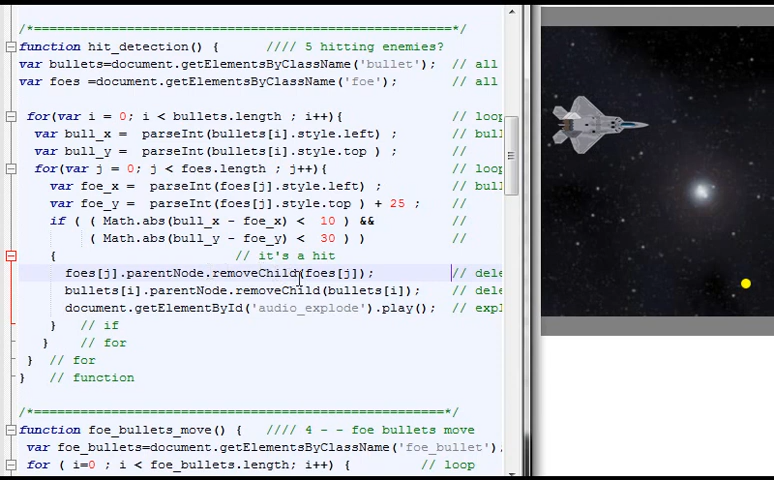 /*======================================================*/
function hit_detection() { //// 5 hitting enemies?
var bullets=document.getElementsByClassName('bullet'); // all
var foes =document.getElementsByClassName('foe'); // all
for(var i = 0; i < bullets.length ; i++){ // loop
var bull_x = parseInt(bullets[i].style.left) ; // bull
var bull_y = parseInt(bullets[i].style.top ) ; //
for(var j = 0; j < foes.length ; j++){ // loop
var foe_x = parseInt(foes[j].style.left) ; // bull
var foe_y = parseInt(foes[j].style.top ) + 25 ; //
if ( ( Math.abs(bull_x - foe_x) < 10 ) && //
( Math.abs(bull_y - foe_y) < 30 ) ) //
{ // it's a hit
foes[j].parentNode.removeChild(foes[j]); // dele
bullets[i].parentNode.removeChild(bullets[i]); // dele
document.getElementById('audio_explode').play(); // expl
} // if
} // for
} // for
} // function
/*======================================================*/
function foe_bullets_move() { //// 4 - - foe bullets move
var foe_bullets=document.getElementsByClassName('foe_bullet').
for ( i=0 ; i < foe_bullets.length; i++) { // loop